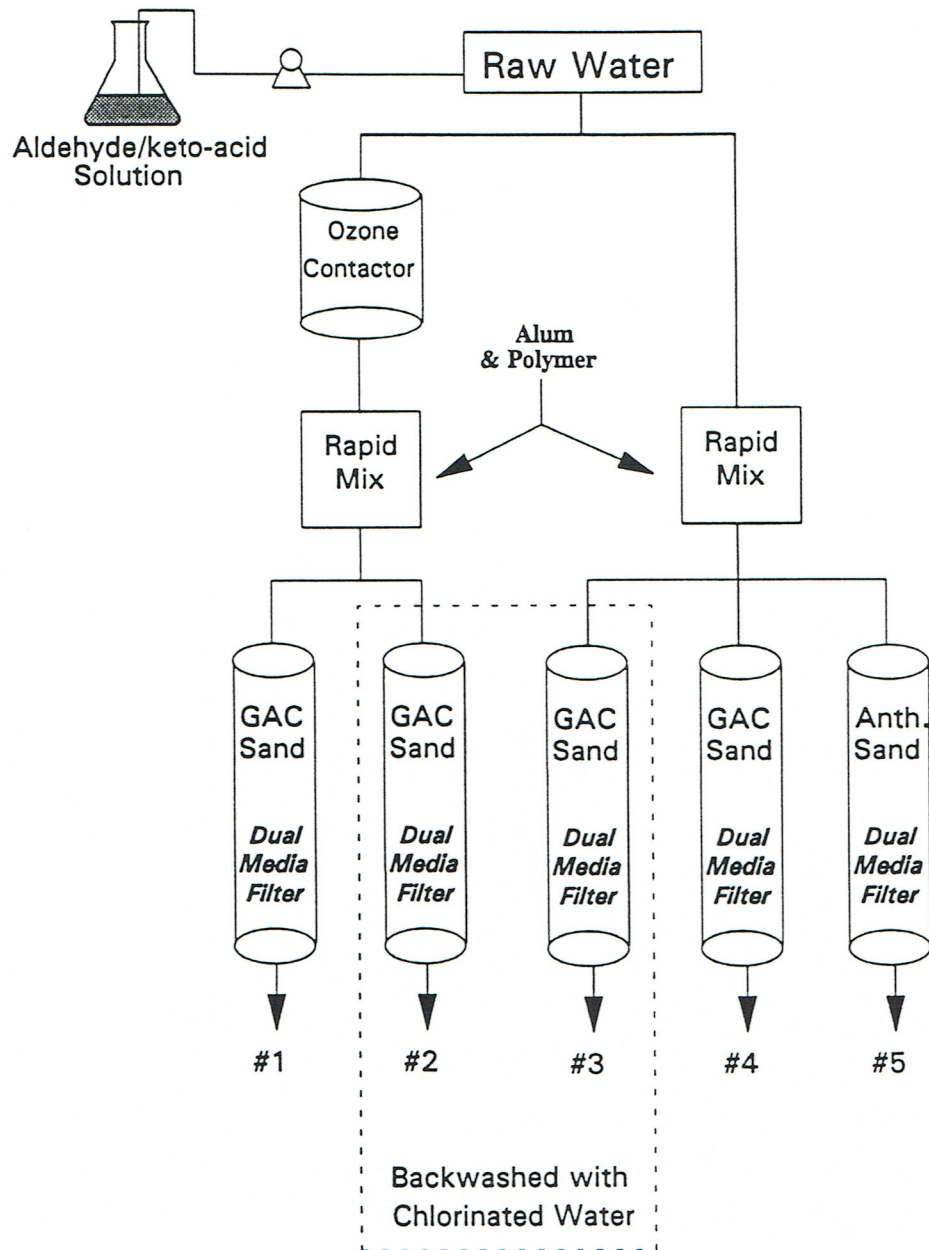 Raw Water
Aldehyde/keto-acid
Solution
Ozone
Contactor
Alum
& Polymer
Rapid
Mix
Rapid
Mix
GAC
Sand
Dual
Media
Filter
GAC
Sand
Dual
Media
Filter
GAC
Sand
Dual
Media
Filter
GAC
Sand
Dual
Media
Filter
Anth.
Sand
Dual
Media
Filter
#1
#2
#3
#4
#5
Backwashed with
Chlorinated Water